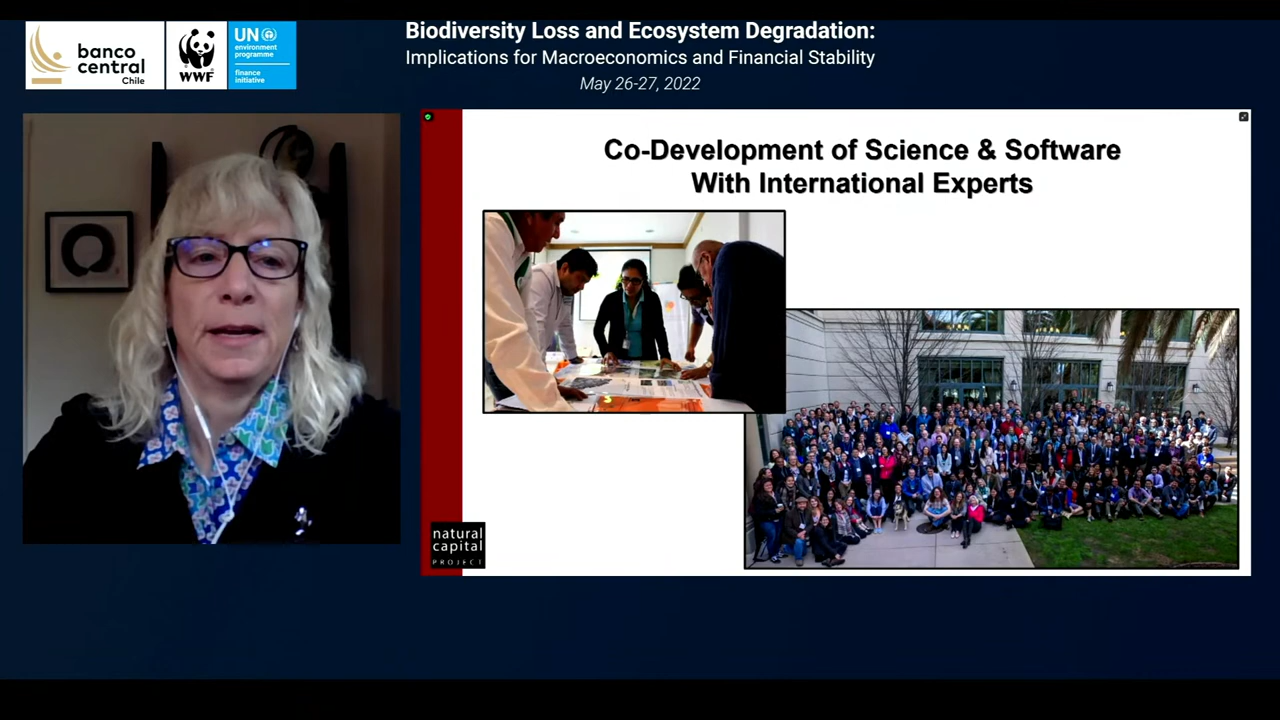 banco
central
Chile
WWF
UN
environment
programme
finance
initiative
Biodiversity Loss and Ecosystem Degradation:
Implications for Macroeconomics and Financial Stability
May 26-27, 2022
Co-Development of Science & Software
With International Experts
natural
capital
PROJECT